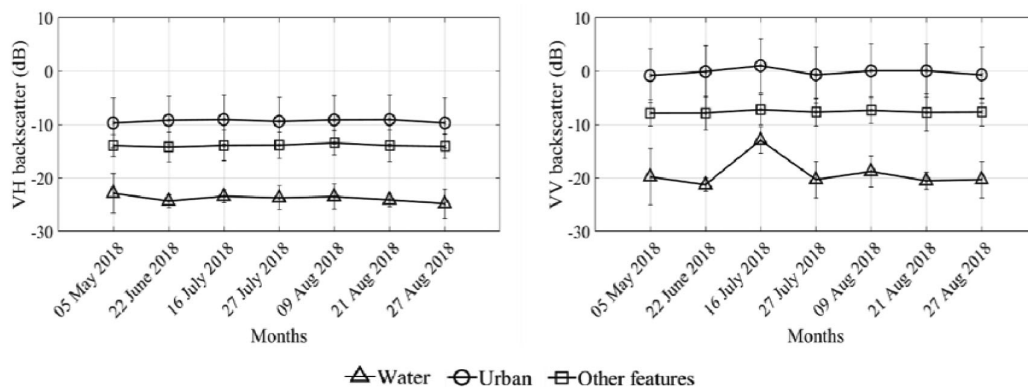 10
0
-10
-20
-30
VH backscatter (dB)
05 May 2018
22 June 2018
16 July 2018
27 July 2018
09 Aug 2018
21 Aug 2018
27 Aug 2018
Months
10
0
-10
-20
-30
VV backscatter (dB)
05 May 2018
22 June 2018
16 July 2018
27 July 2018
09 Aug 2018
21 Aug 2018
27 Aug 2018
Months
Water Urban Other features